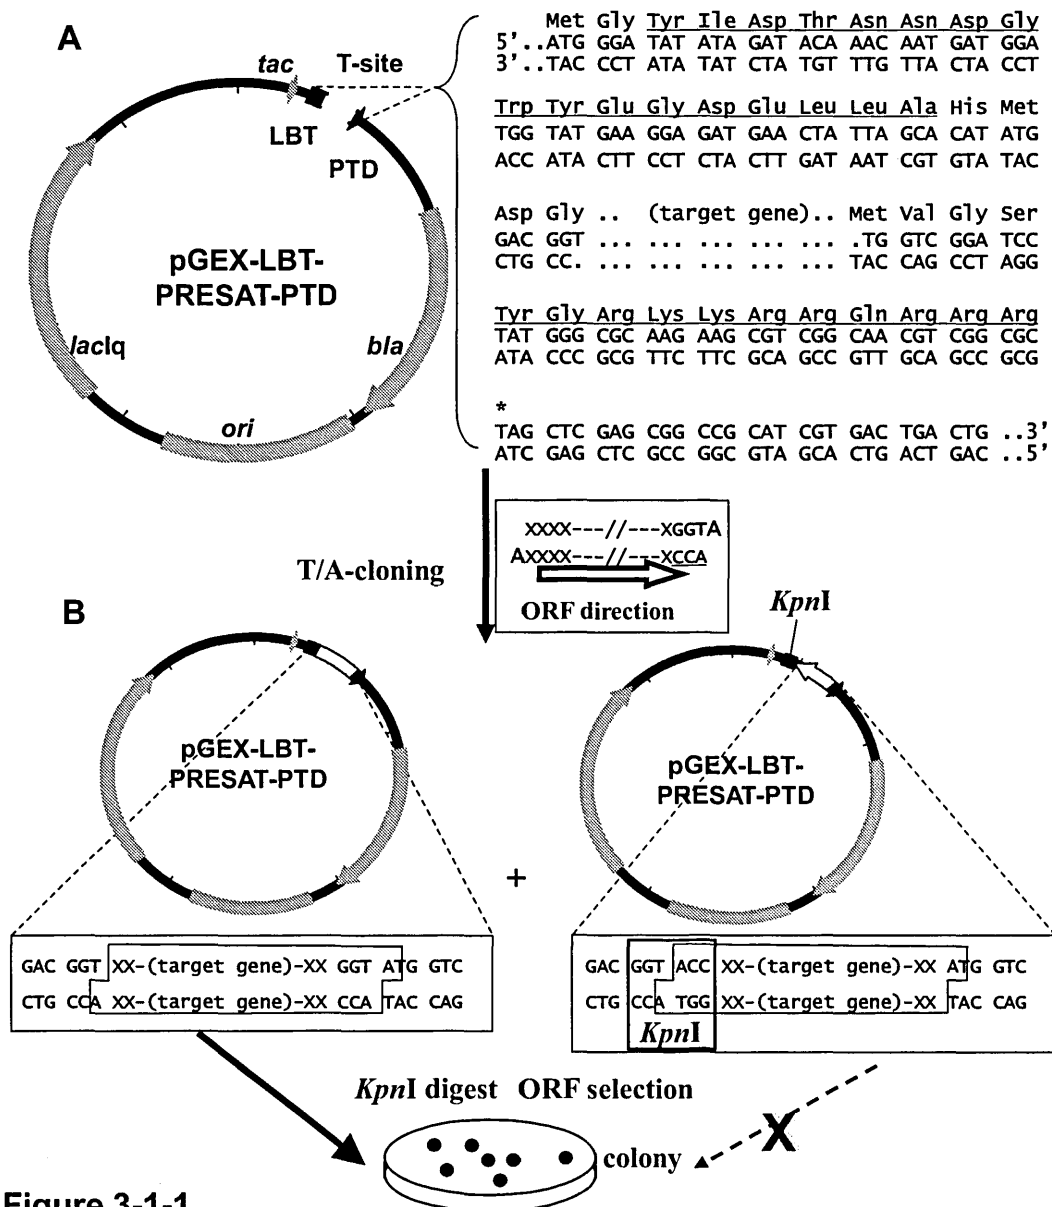 A
tac
T-site
LBT
PTD
pGEX-LBT-
PRESAT-PTD
lacIq
bla
ori
Met Gly Tyr Ile Asp Thr Asn Asn Asp Gly
5'..ATG GGA TAT ATA GAT ACA AAC AAT GAT GGA
3'..TAC CCT ATA TAT CTA TGT TTG TTA CTA CCT
Trp Tyr Glu Gly Asp Glu Leu Leu Ala His Met
TGG TAT GAA GGA GAT GAA CTA TTA GCA CAT ATG
ACC ATA CTT CCT CTA CTT GAT AAT CGT GTA TAC
Asp Gly .. (target gene).. Met Val Gly Ser
GAC GGT ... ... ... ... ... .TG GTC GGA TCC
CTG CC. ... ... ... ... ... TAC CAG CCT AGG
Tyr Gly Arg Lys Lys Arg Arg Gln Arg Arg Arg
TAT GGG CGC AAG AAG CGT CGG CAA CGT CGG CGC
ATA CCC GCG TTC TTC GCA GCC GTT GCA GCC GCG
*
TAG CTC GAG CGG CCG CAT CGT GAC TGA CTG ..3'
ATC GAG CTC GCC GGC GTA GCA CTG ACT GAC ..5'
T/A-cloning
XXXX---//---XGGTA
AXXXX---//---XCCA
ORF direction
B
KpnI
pGEX-LBT-
PRESAT-PTD
+
pGEX-LBT-
PRESAT-PTD
GAC GGT XX-(target gene)-XX GGT ATG GTC
CTG CCA XX-(target gene)-XX CCA TAC CAG
GAC GGT ACC XX-(target gene)-XX ATG GTC
CTG CCA TGG XX-(target gene)-XX TAC CAG
KpnI
KpnI digest ORF selection
X
colony
Figure 3-1-1